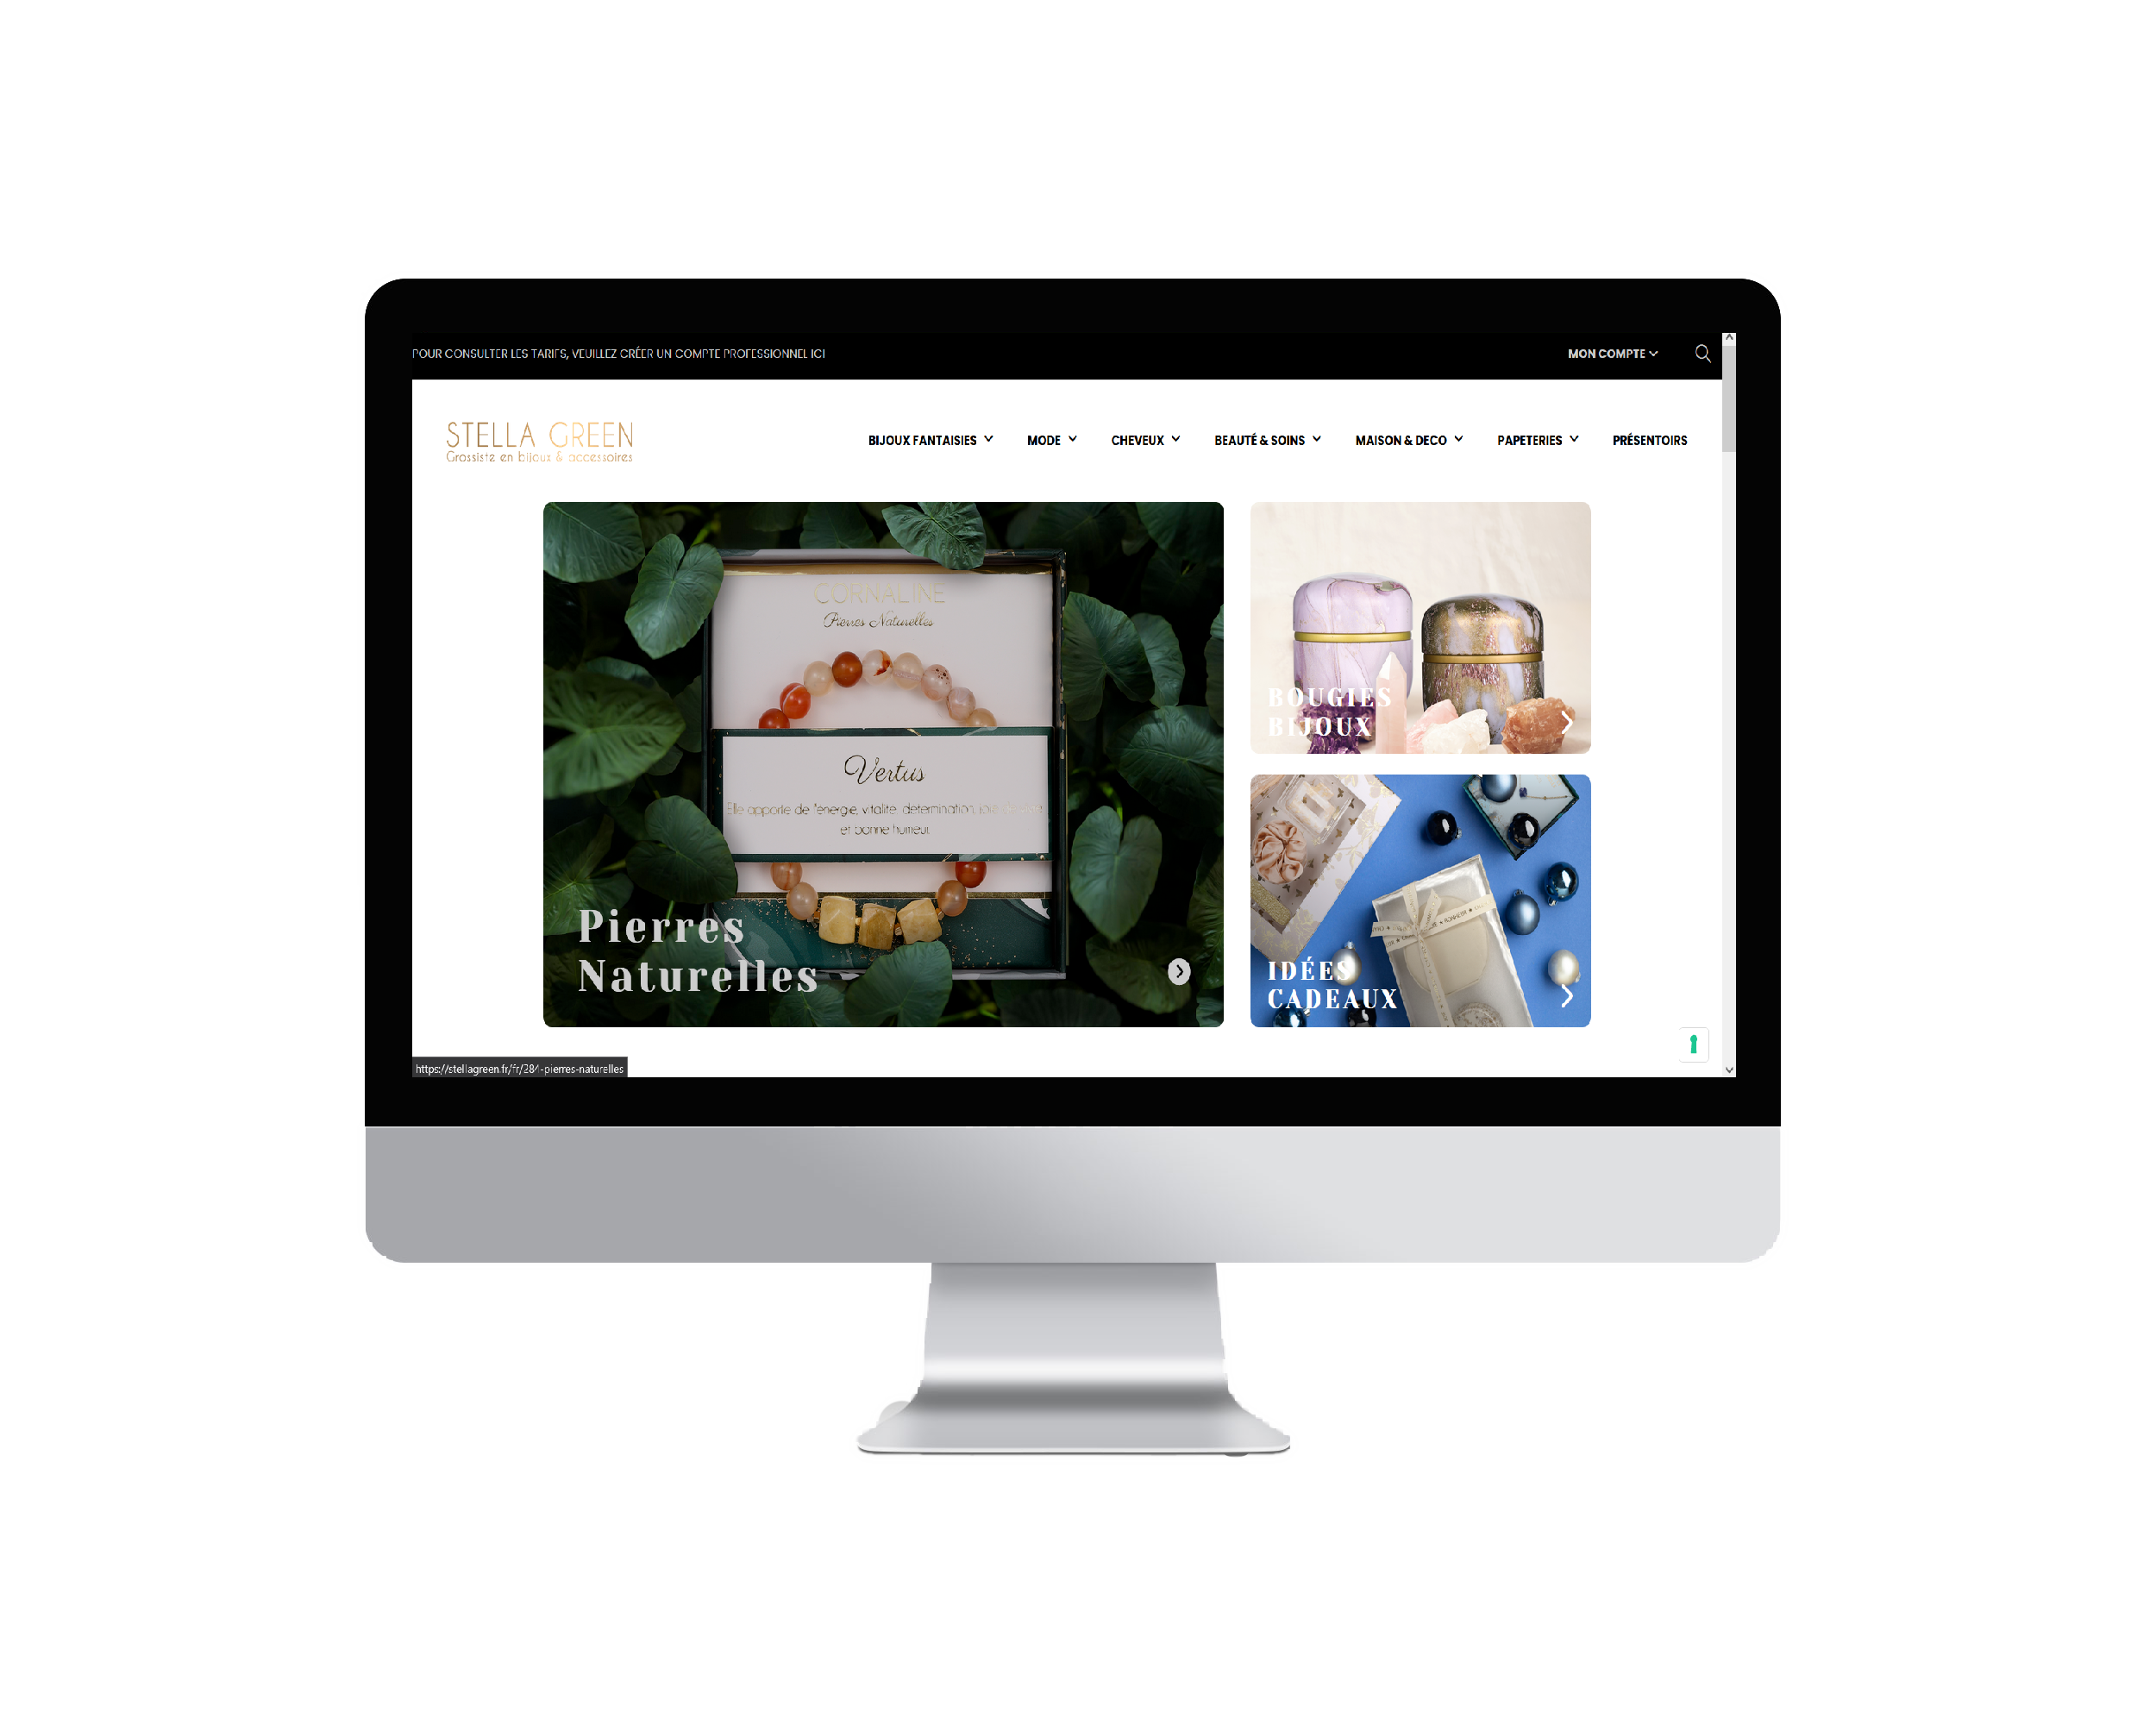 POUR CONSULTER LES TARIFS, VEUILLEZ CRÉER UN COMPTE PROFESSIONNEL ICI
MON COMPTE
STELLA GREEN
Grossiste en bijoux & accessoires
BIJOUX FANTAISIES
MODE
CHEVEUX
BEAUTÉ & SOINS
MAISON & DECO
PAPETERIES
PRÉSENTOIRS
CORNALINE
Pierres Naturelles
Vertus
Elle apporte de l'énergie, vitalité, détermination,
et bonne humeur.
Pierres
Naturelles
BOUGIES
BIJOUX
IDÉES
CADEAUX
https://stellagreen.fr/fr/284-pierres-naturelles